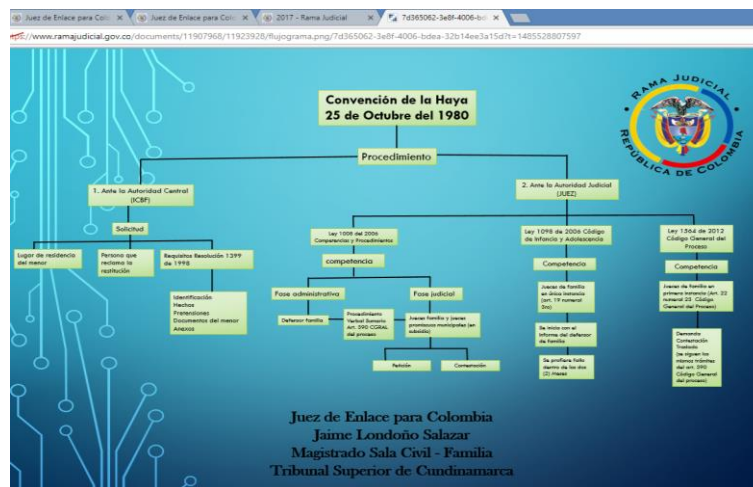 Juez de Enlace para Colo
Juez de Enlace para Colo
2017 - Rama Judicial
7d365062-3e8f-4006-bd
https://www.ramajudicial.gov.co/documents/11907968/11923928/flujograma.png/7d365062-3e8f-4006-bdea-32b14ee3a15d?t=1485528807597
Convención de la Haya
25 de Octubre del 1980
RAMA JUDICIAL
REPÚBLICA DE COLOMBIA
Procedimiento
1. Ante la Autoridad Central
(ICBF)
2. Ante la Autoridad Judicial
(JUEZ)
Solicitud
Lugar de residencia
del menor
Persona que
reclama la
restitución
Requisitos Resolución 1399
de 1998
Identificación
Hechos
Pretensiones
Documentos del menor
Anexos
Ley 1008 del 2006
Competencias y Procedimientos
competencia
Fase administrativa
Fase judicial
Defensor familia
Procedimiento
Verbal Sumario
Art. 390 CGRAL
del proceso
Jueces familia y jueces
promiscuos municipales (en
subsidio)
Petición
Contestación
Ley 1098 de 2006 Código
de Infancia y Adolescencia
Competencia
Jueces de familia
en única instancia
(art. 119 numeral
3ro)
Se inicia con el
informe del defensor
de familia
Se profiere fallo
dentro de los dos
(2) meses
Ley 1564 de 2012
Código General del
Proceso
Competencia
Jueces de familia en
primera instancia (Art. 22
numeral 23 Código
General del Proceso)
Demanda
Contestación
Traslado
(se siguen los
mismos trámites
del art. 390
Código General
del proceso)
Juez de Enlace para Colombia
Jaime Londoño Salazar
Magistrado Sala Civil - Familia
Tribunal Superior de Cundinamarca